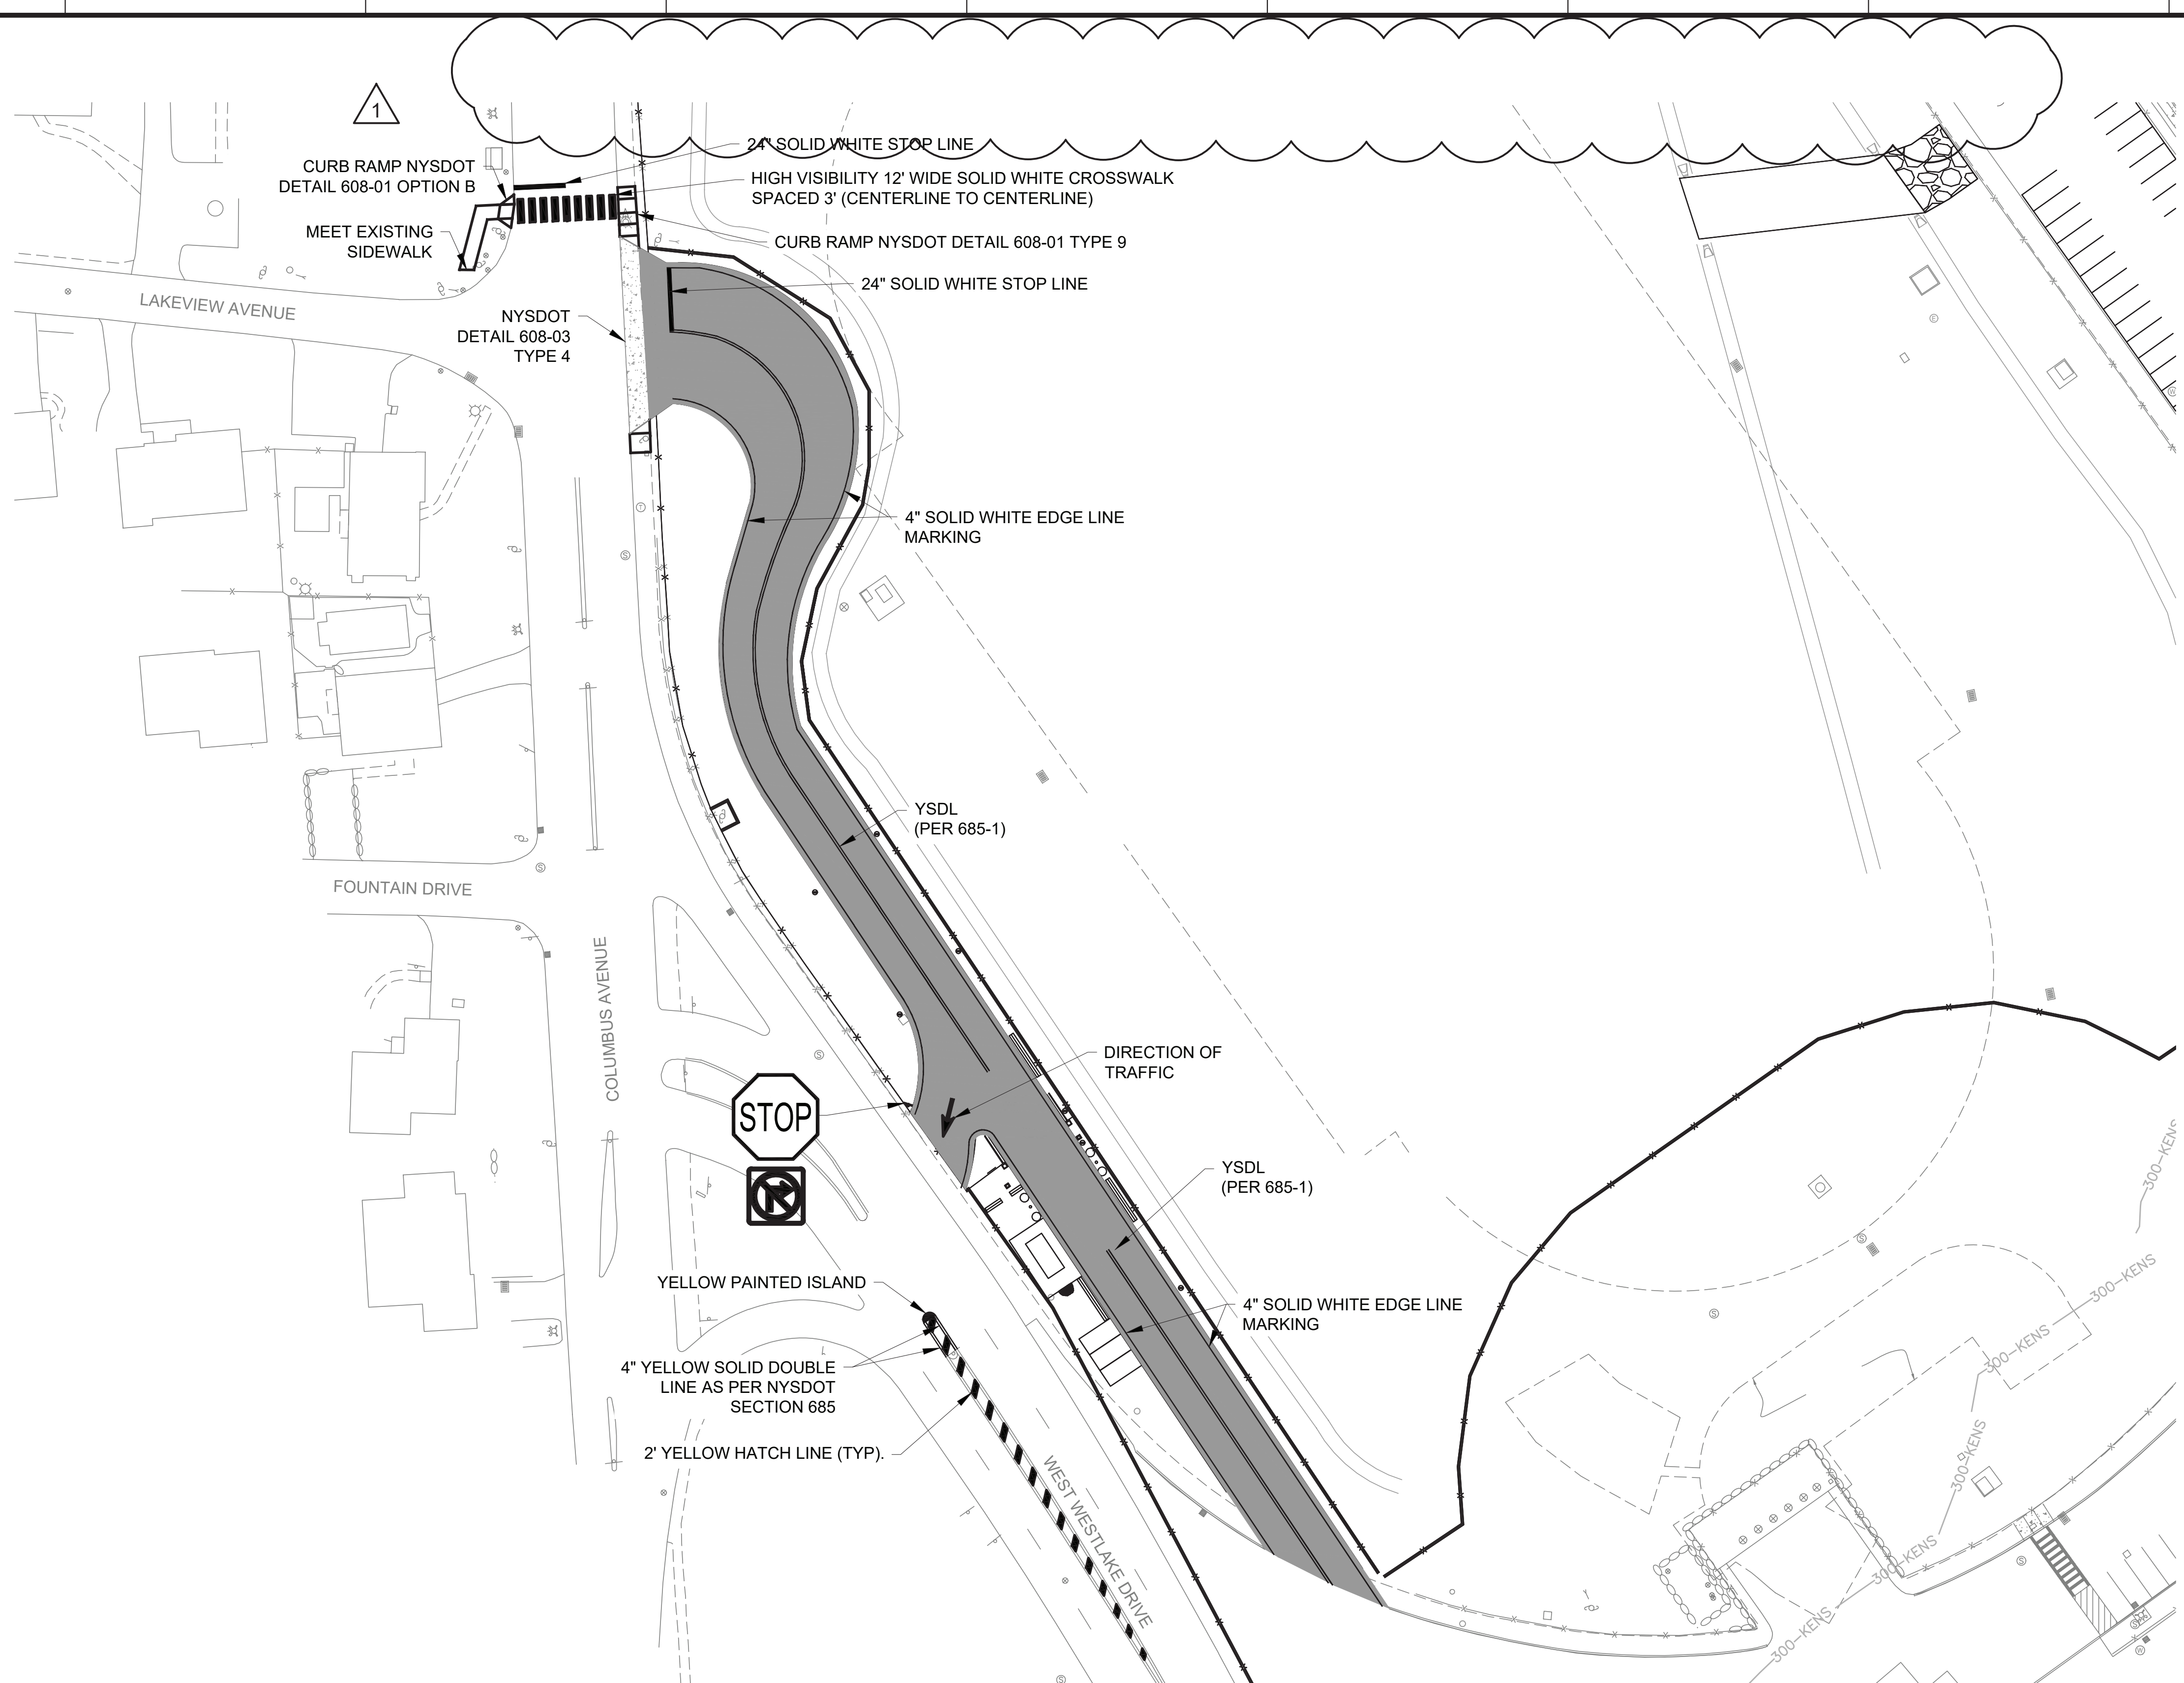 1
24" SOLID WHITE STOP LINE
CURB RAMP NYSDOT
DETAIL 608-01 OPTION B
HIGH VISIBILITY 12' WIDE SOLID WHITE CROSSWALK
SPACED 3' (CENTERLINE TO CENTERLINE)
MEET EXISTING
SIDEWALK
CURB RAMP NYSDOT DETAIL 608-01 TYPE 9
24" SOLID WHITE STOP LINE
LAKEVIEW AVENUE
NYSDOT
DETAIL 608-03
TYPE 4
4" SOLID WHITE EDGE LINE
MARKING
YSDL
(PER 685-1)
FOUNTAIN DRIVE
COLUMBUS AVENUE
DIRECTION OF
TRAFFIC
STOP
YSDL
(PER 685-1)
YELLOW PAINTED ISLAND
4" SOLID WHITE EDGE LINE
MARKING
4" YELLOW SOLID DOUBLE
LINE AS PER NYSDOT
SECTION 685
2' YELLOW HATCH LINE (TYP).
WEST WESTLAKE DRIVE
300-KENS
300-KENS
300-KENS
300-KENS
300-KENS
300-KENS